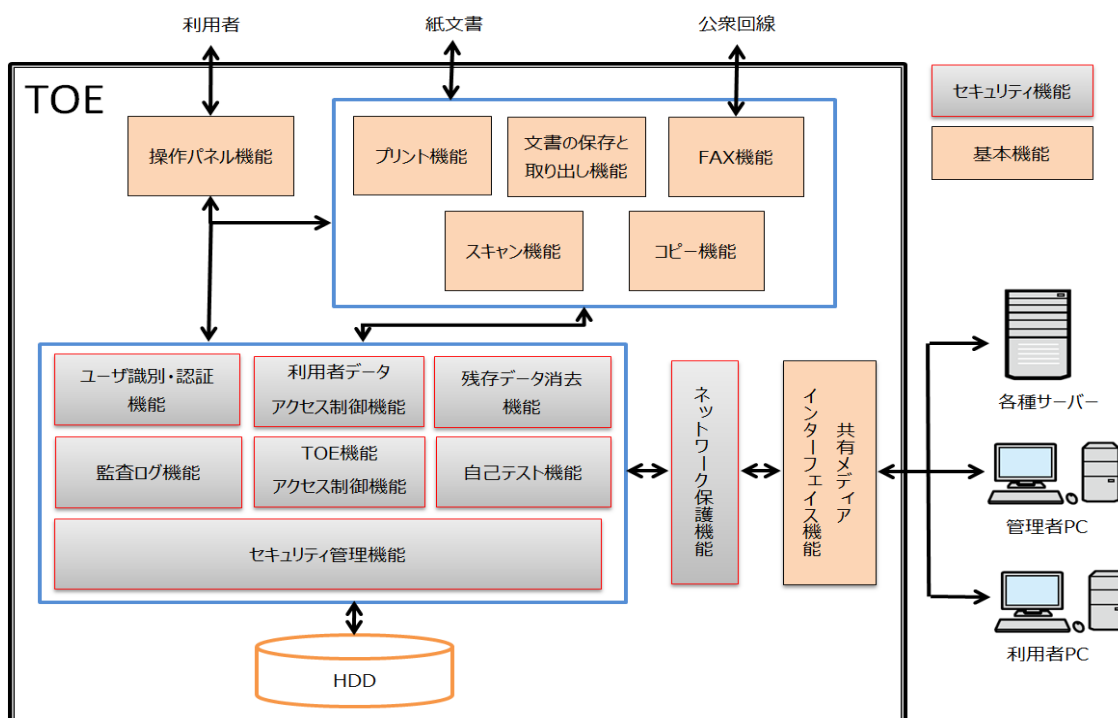 利用者
紙文書
公衆回線
TOE
セキュリティ機能
基本機能
操作パネル機能
プリント機能
文書の保存と
取り出し機能
FAX機能
スキャン機能
コピー機能
ユーザ識別・認証
機能
利用者データ
アクセス制御機能
残存データ消去
機能
監査ログ機能
TOE機能
アクセス制御機能
自己テスト機能
セキュリティ管理機能
ネットワーク保護機能
共有メディア
インターフェイス機能
各種サーバー
管理者PC
利用者PC
HDD